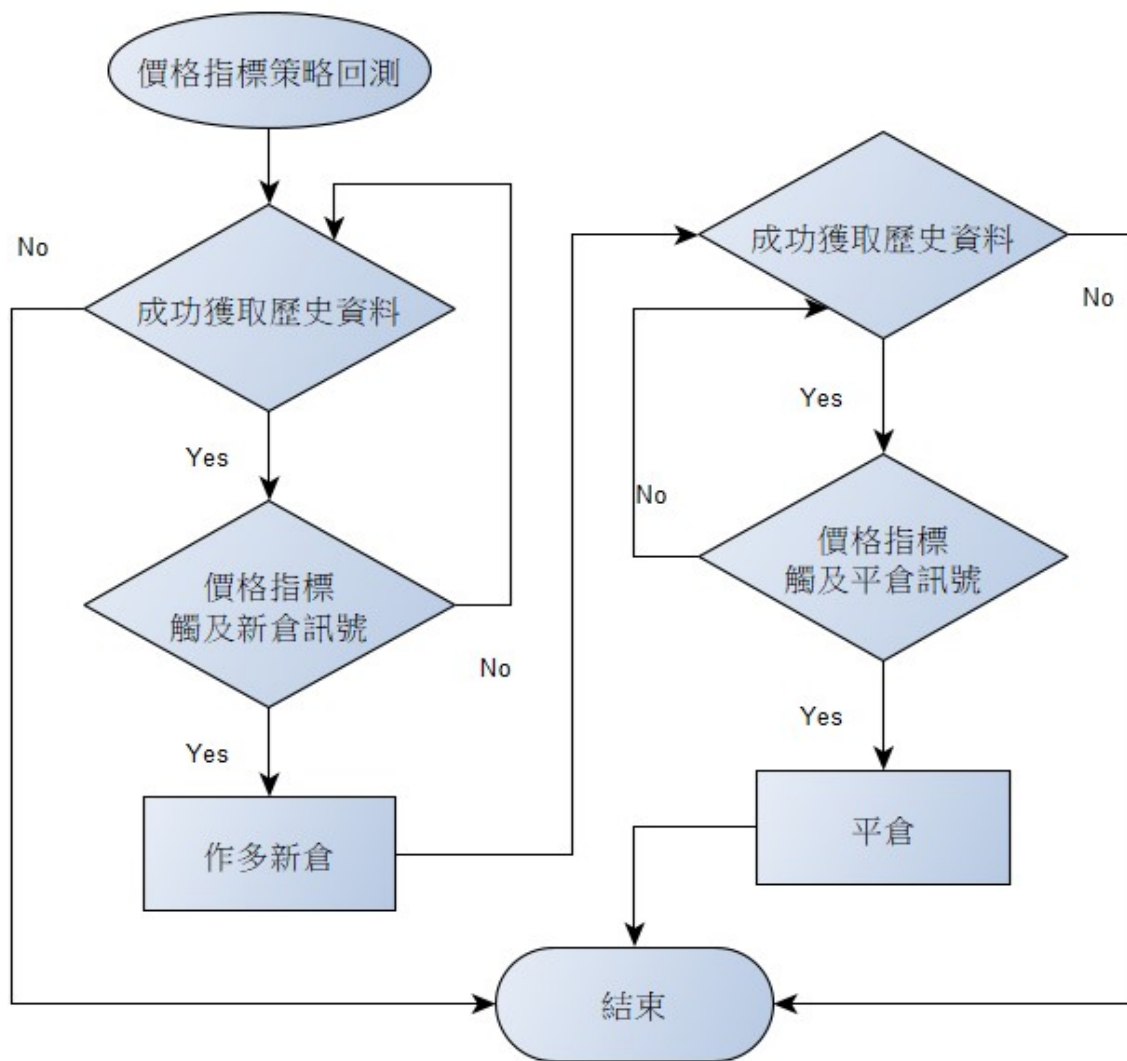 價格指標策略回測
No
成功獲取歷史資料
Yes
價格指標
觸及新倉訊號
No
Yes
作多新倉
成功獲取歷史資料
No
Yes
No
價格指標
觸及平倉訊號
Yes
平倉
結束